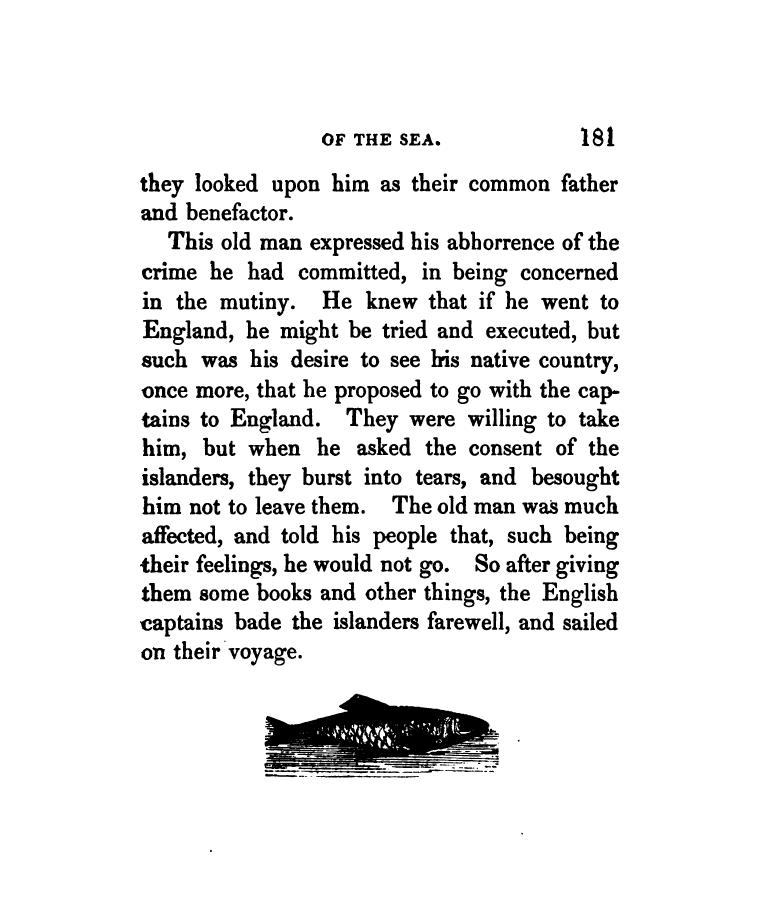 OF THE SEA. 181
they looked upon him as their common father
and benefactor.
This old man expressed his abhorrence of the
crime he had committed, in being concerned
in the mutiny. He knew that if he went to
England, he might be tried and executed, but
such was his desire to see his native country,
once more, that he proposed to go with the cap-
tains to England. They were willing to take
him, but when he asked the consent of the
islanders, they burst into tears, and besought
him not to leave them. The old man was much
affected, and told his people that, such being
their feelings, he would not go. So after giving
them some books and other things, the English
captains bade the islanders farewell, and sailed
on their voyage.